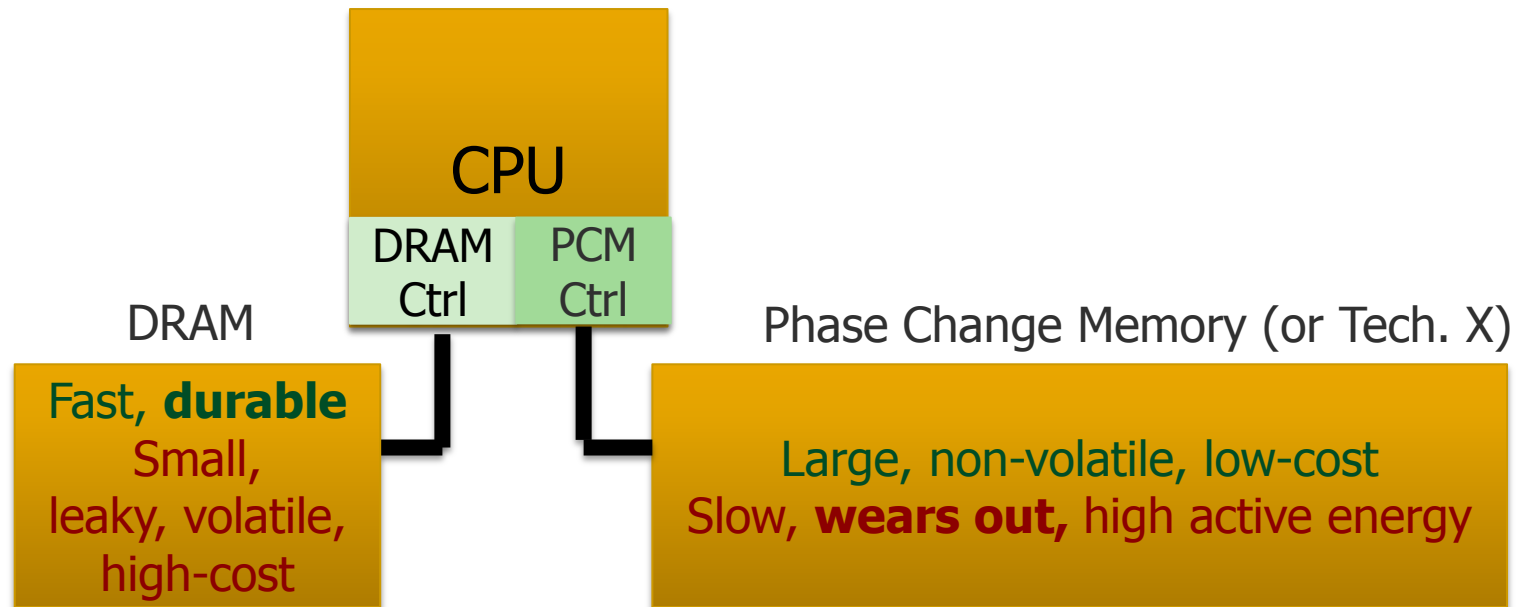 CPU
DRAM
Ctrl
PCM
Ctrl
DRAM
Fast, durable
Small,
leaky, volatile,
high-cost
Phase Change Memory (or Tech. X)
Large, non-volatile, low-cost
Slow, wears out, high active energy